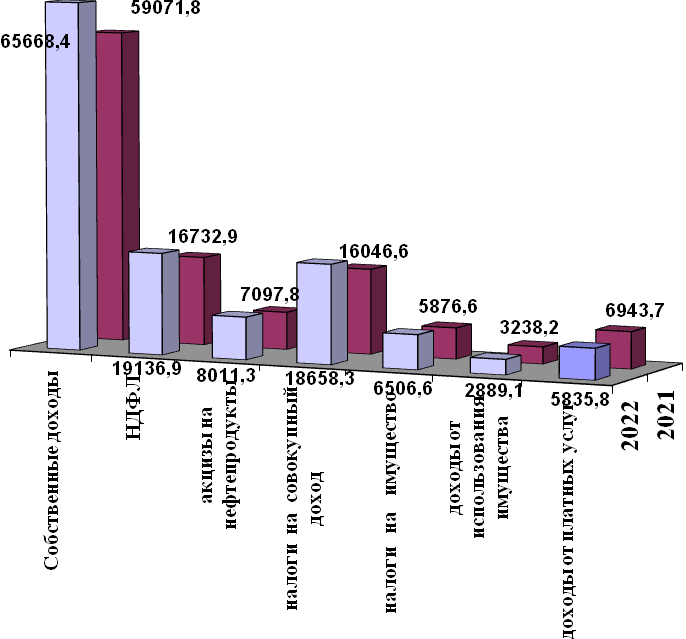 59071,8
65668,4
16732,9
16046,6
7097,8
5876,6
3238,2
6943,7
19136,9
8011,3
18658,3
6506,6
2889,1
5835,8
Собственные доходы
НДФЛ
акцизы на
нефтепродукты
налоги на совокупный
доход
налоги на имущество
доходы от
использования
имущества
доходы от платных услуг
2022
2021